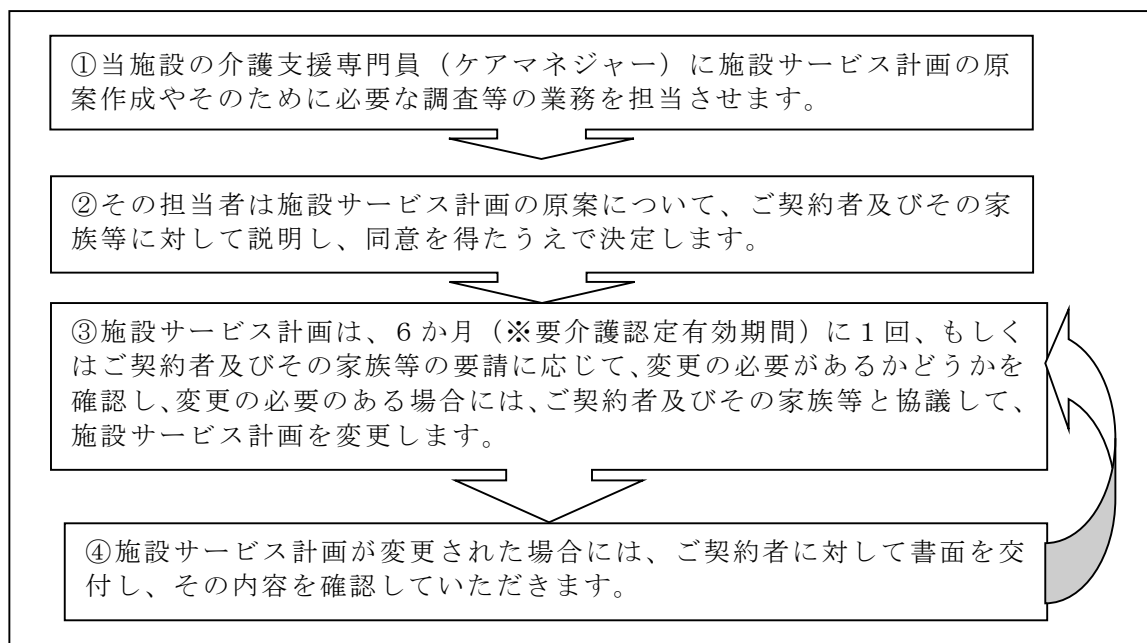 ①当施設の介護支援専門員（ケアマネジャー）に施設サービス計画の原
案作成やそのために必要な調査等の業務を担当させます。
②その担当者は施設サービス計画の原案について、ご契約者及びその家
族等に対して説明し、同意を得たうえで決定します。
③施設サービス計画は、６か月（※要介護認定有効期間）に１回、もしく
はご契約者及びその家族等の要請に応じて、変更の必要があるかどうかを
確認し、変更の必要のある場合には、ご契約者及びその家族等と協議して、
施設サービス計画を変更します。
④施設サービス計画が変更された場合には、ご契約者に対して書面を交
付し、その内容を確認していただきます。